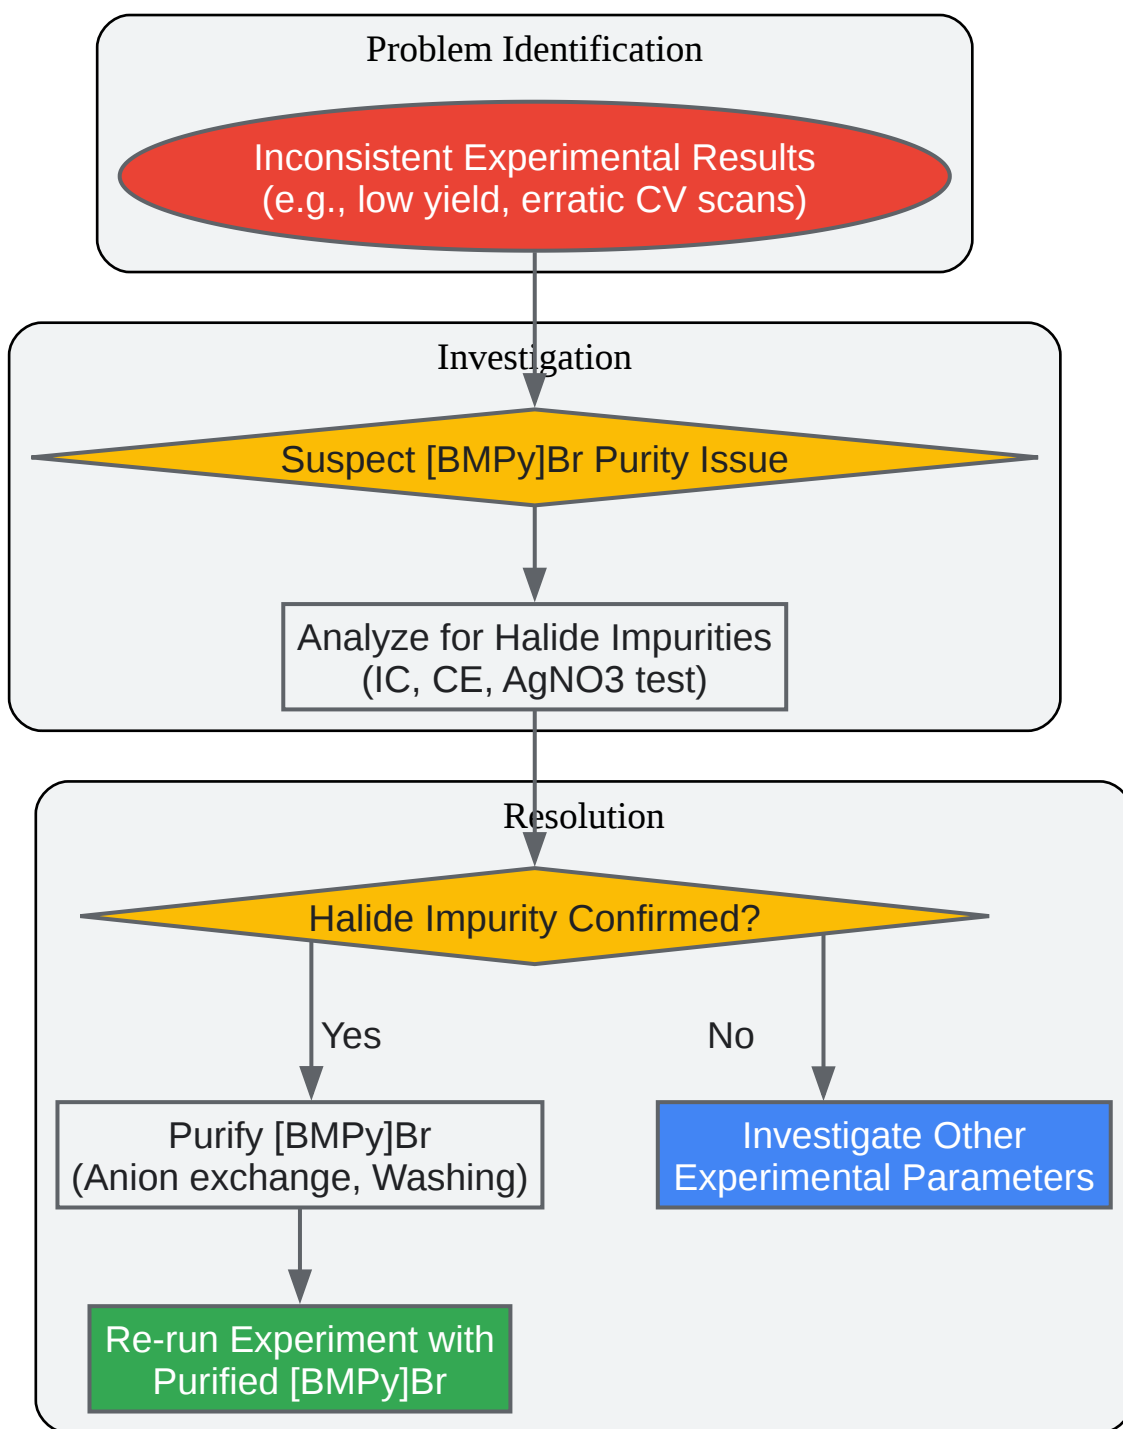 Problem Identification
Inconsistent Experimental Results
(e.g., low yield, erratic CV scans)
Investigation
Suspect [BMPy]Br Purity Issue
Analyze for Halide Impurities
(IC, CE, AgNO3 test)
Resolution
Halide Impurity Confirmed?
Yes
No
Purify [BMPy]Br
(Anion exchange, Washing)
Investigate Other
Experimental Parameters
Re-run Experiment with
Purified [BMPy]Br